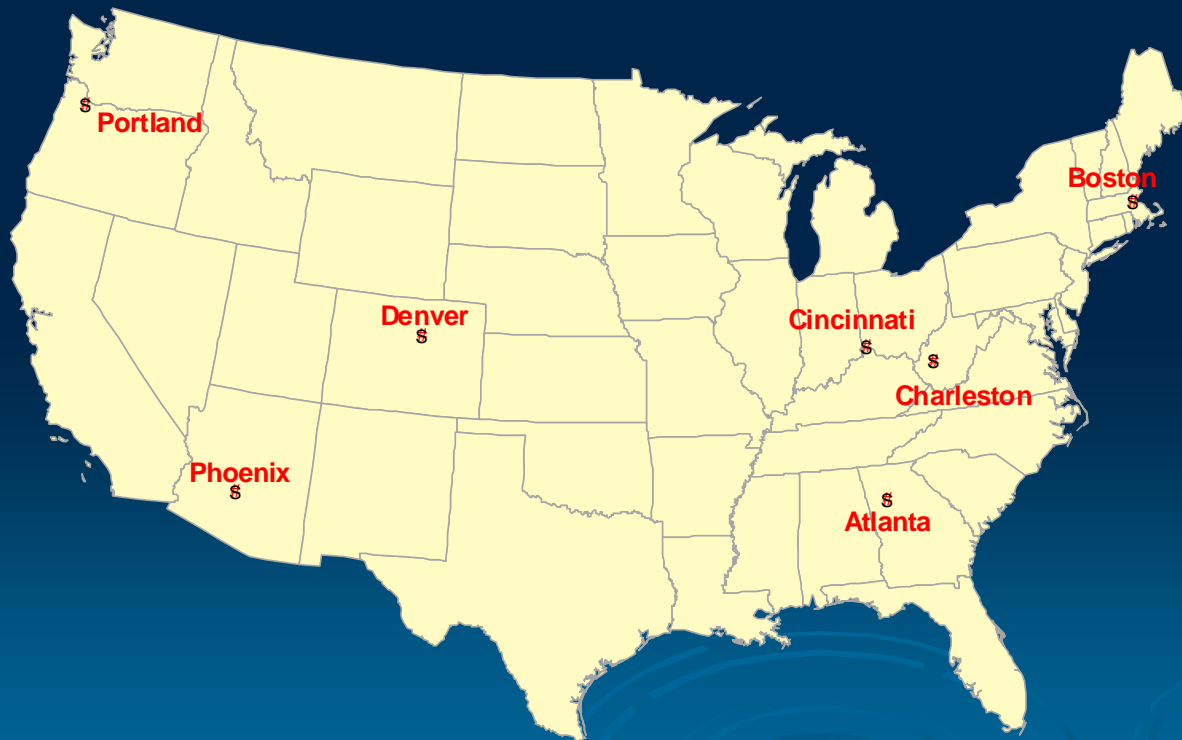 Portland
Boston
Denver
Cincinnati
Charleston
Phoenix
Atlanta